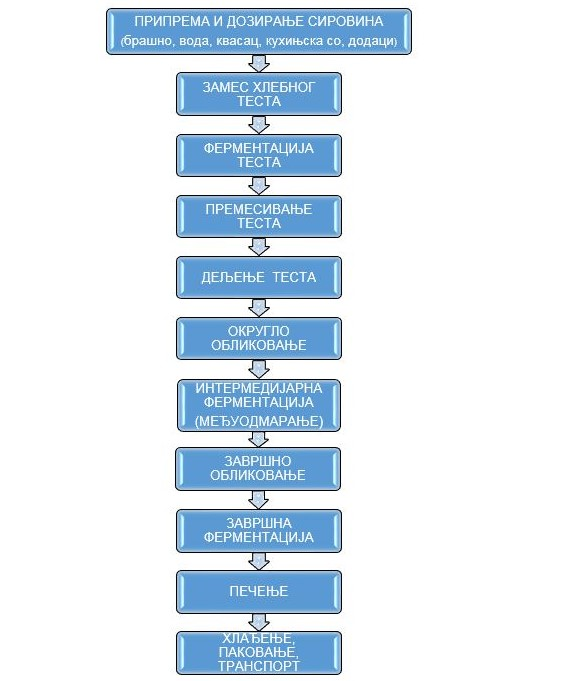 ПРИПРЕМА И ДОЗИРАЊЕ СИРОВИНА
(брашно, вода, квасац, кухињска со, додаци)
ЗАМЕС ХЛЕБНОГ
ТЕСТА
ФЕРМЕНТАЦИЈА
ТЕСТА
ПРЕМЕСИВАЊЕ
ТЕСТА
ДЕЉЕЊЕ ТЕСТА
ОКРУГЛО
ОБЛИКОВАЊЕ
ИНТЕРМЕДИЈАРНА
ФЕРМЕНТАЦИЈА
(МЕЂУОДМАРАЊЕ)
ЗАВРШНО
ОБЛИКОВАЊЕ
ЗАВРШНА
ФЕРМЕНТАЦИЈА
ПЕЧЕЊЕ
ХЛАЂЕЊЕ,
ПАКОВАЊЕ,
ТРАНСПОРТ